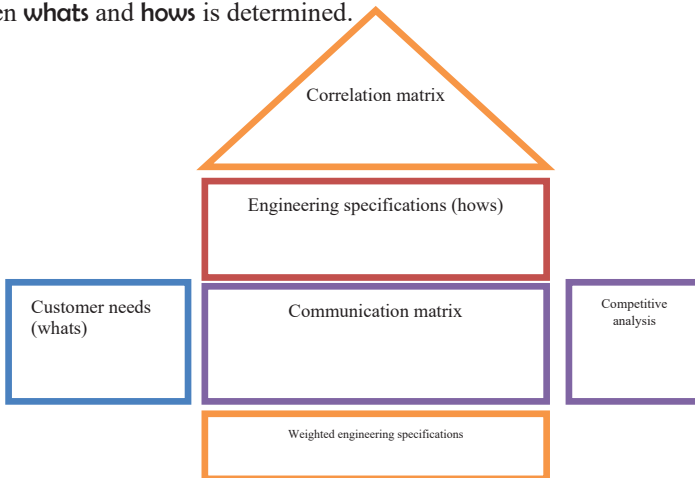 en whats and hows is determined.
Correlation matrix
Engineering specifications (hows)
Customer needs
(whats)
Communication matrix
Competitive
analysis
Weighted engineering specifications